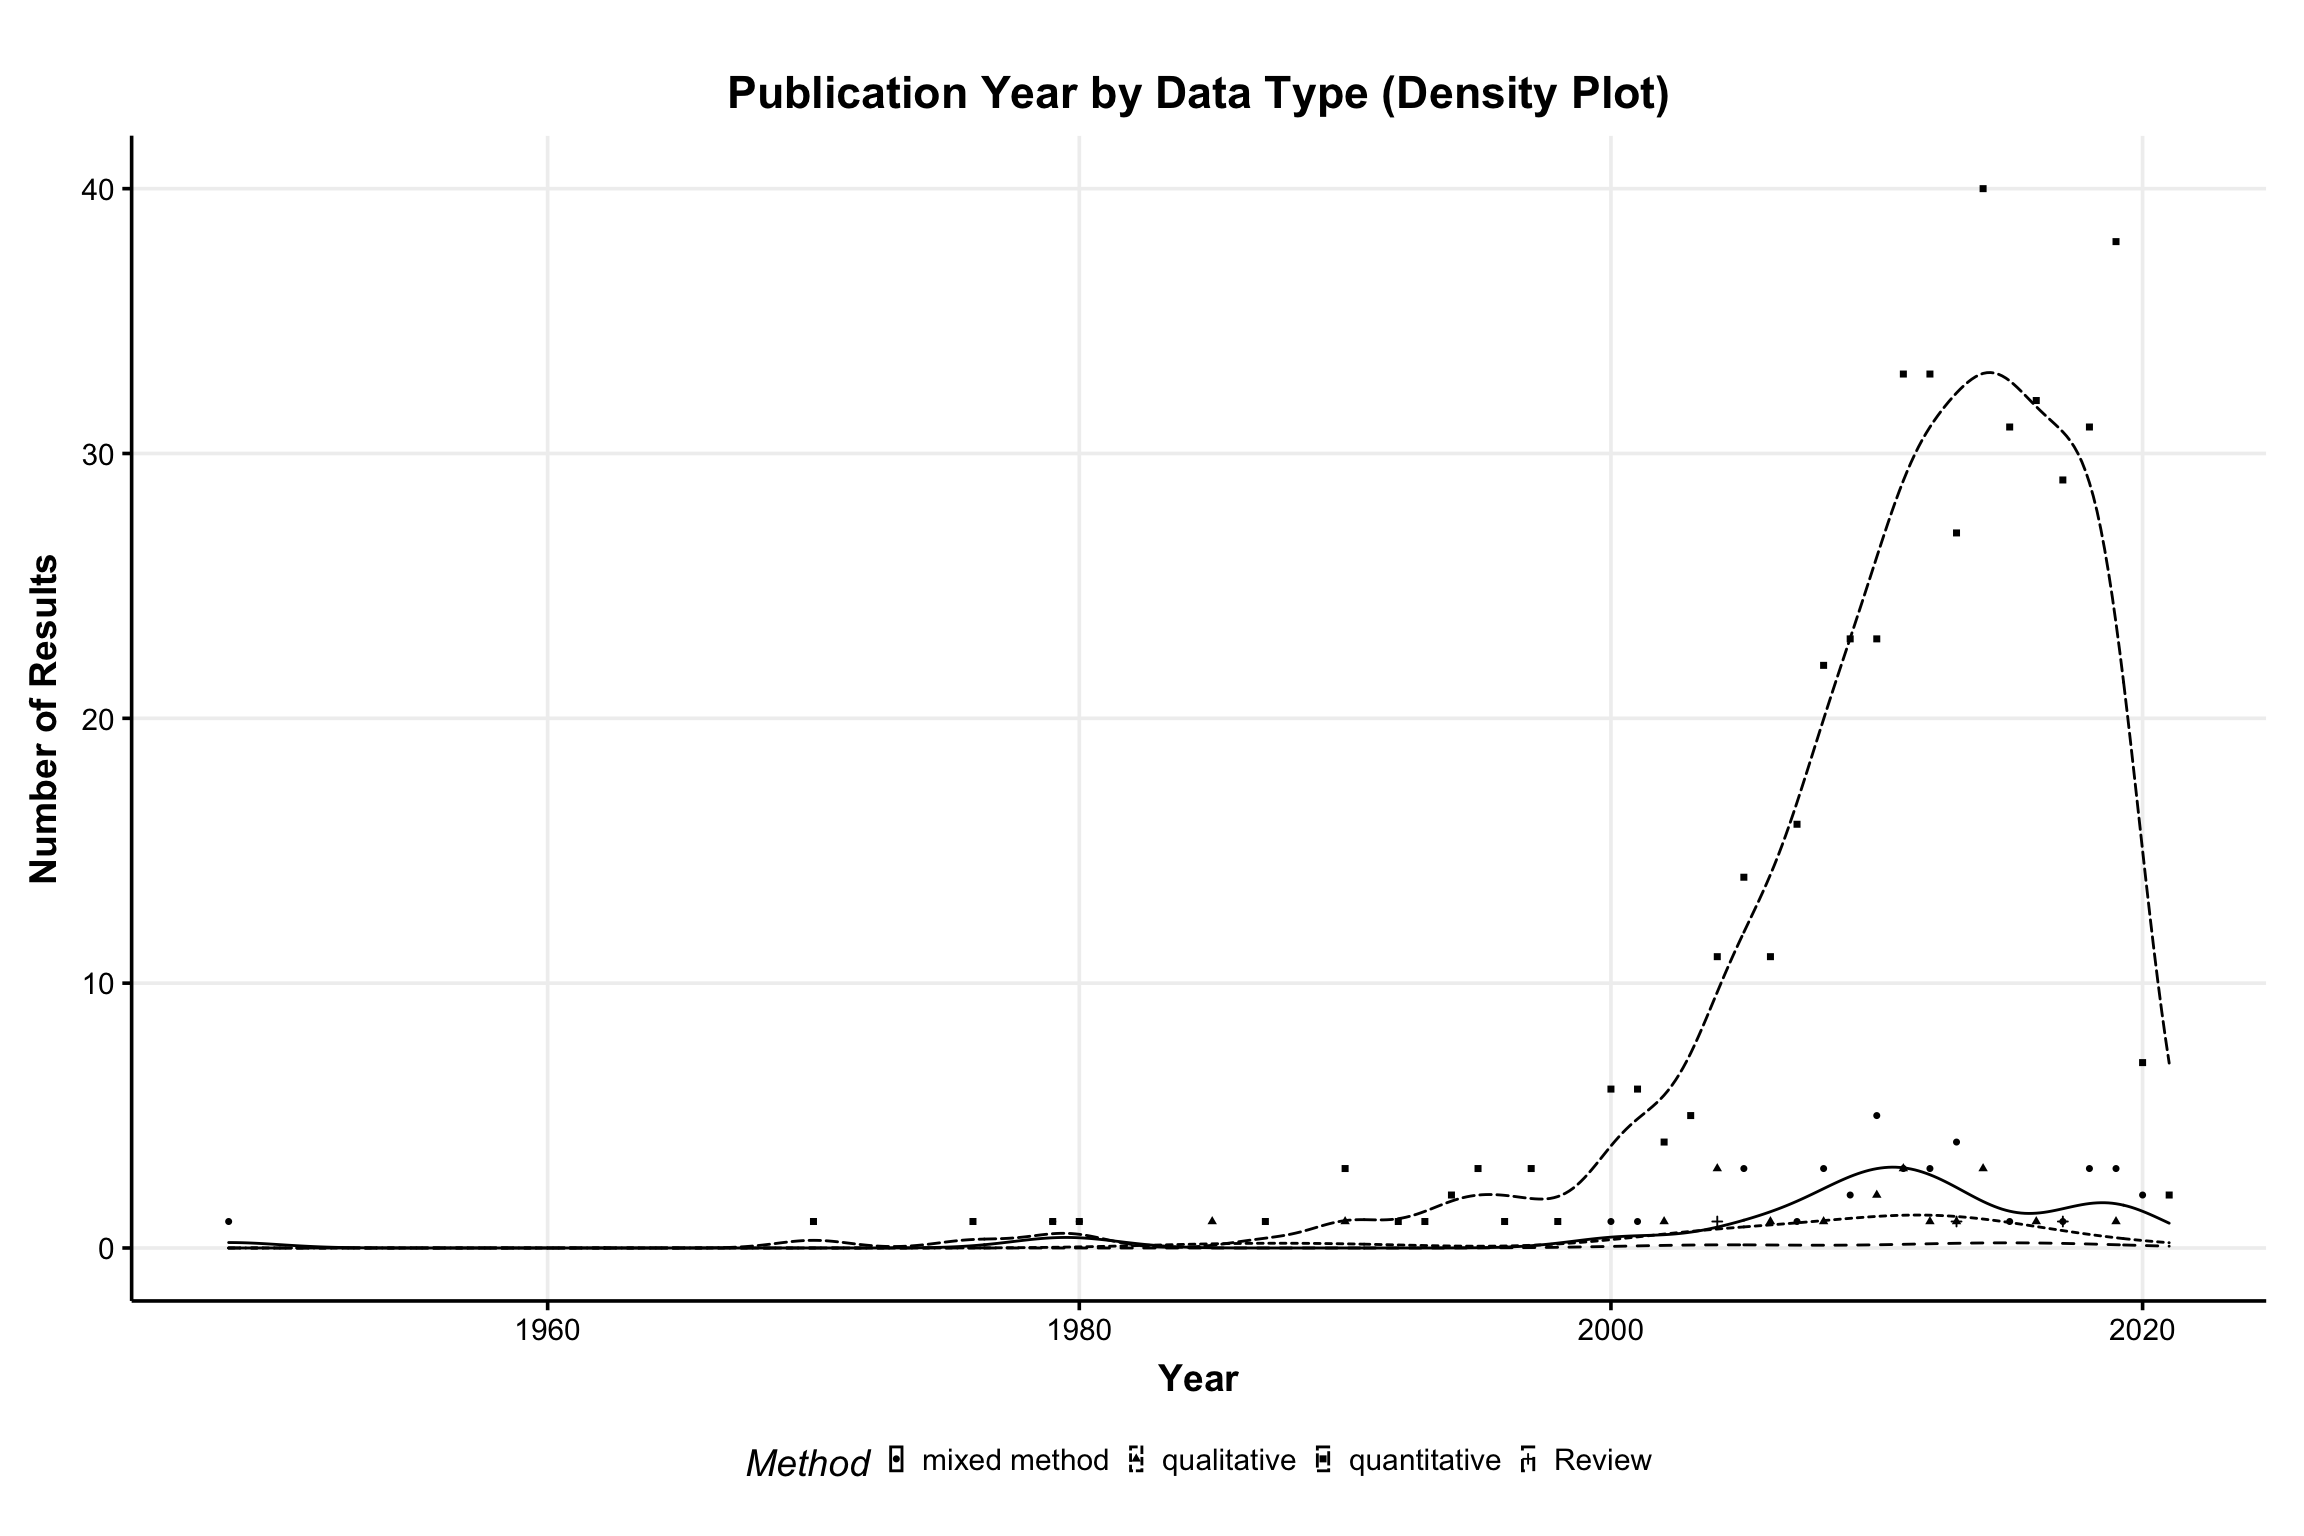 Publication Year by Data Type (Density Plot)
Number of Results
40
30
20
10
0
1960 1980 2000 2020
Year
Method mixed method qualitative quantitative Review